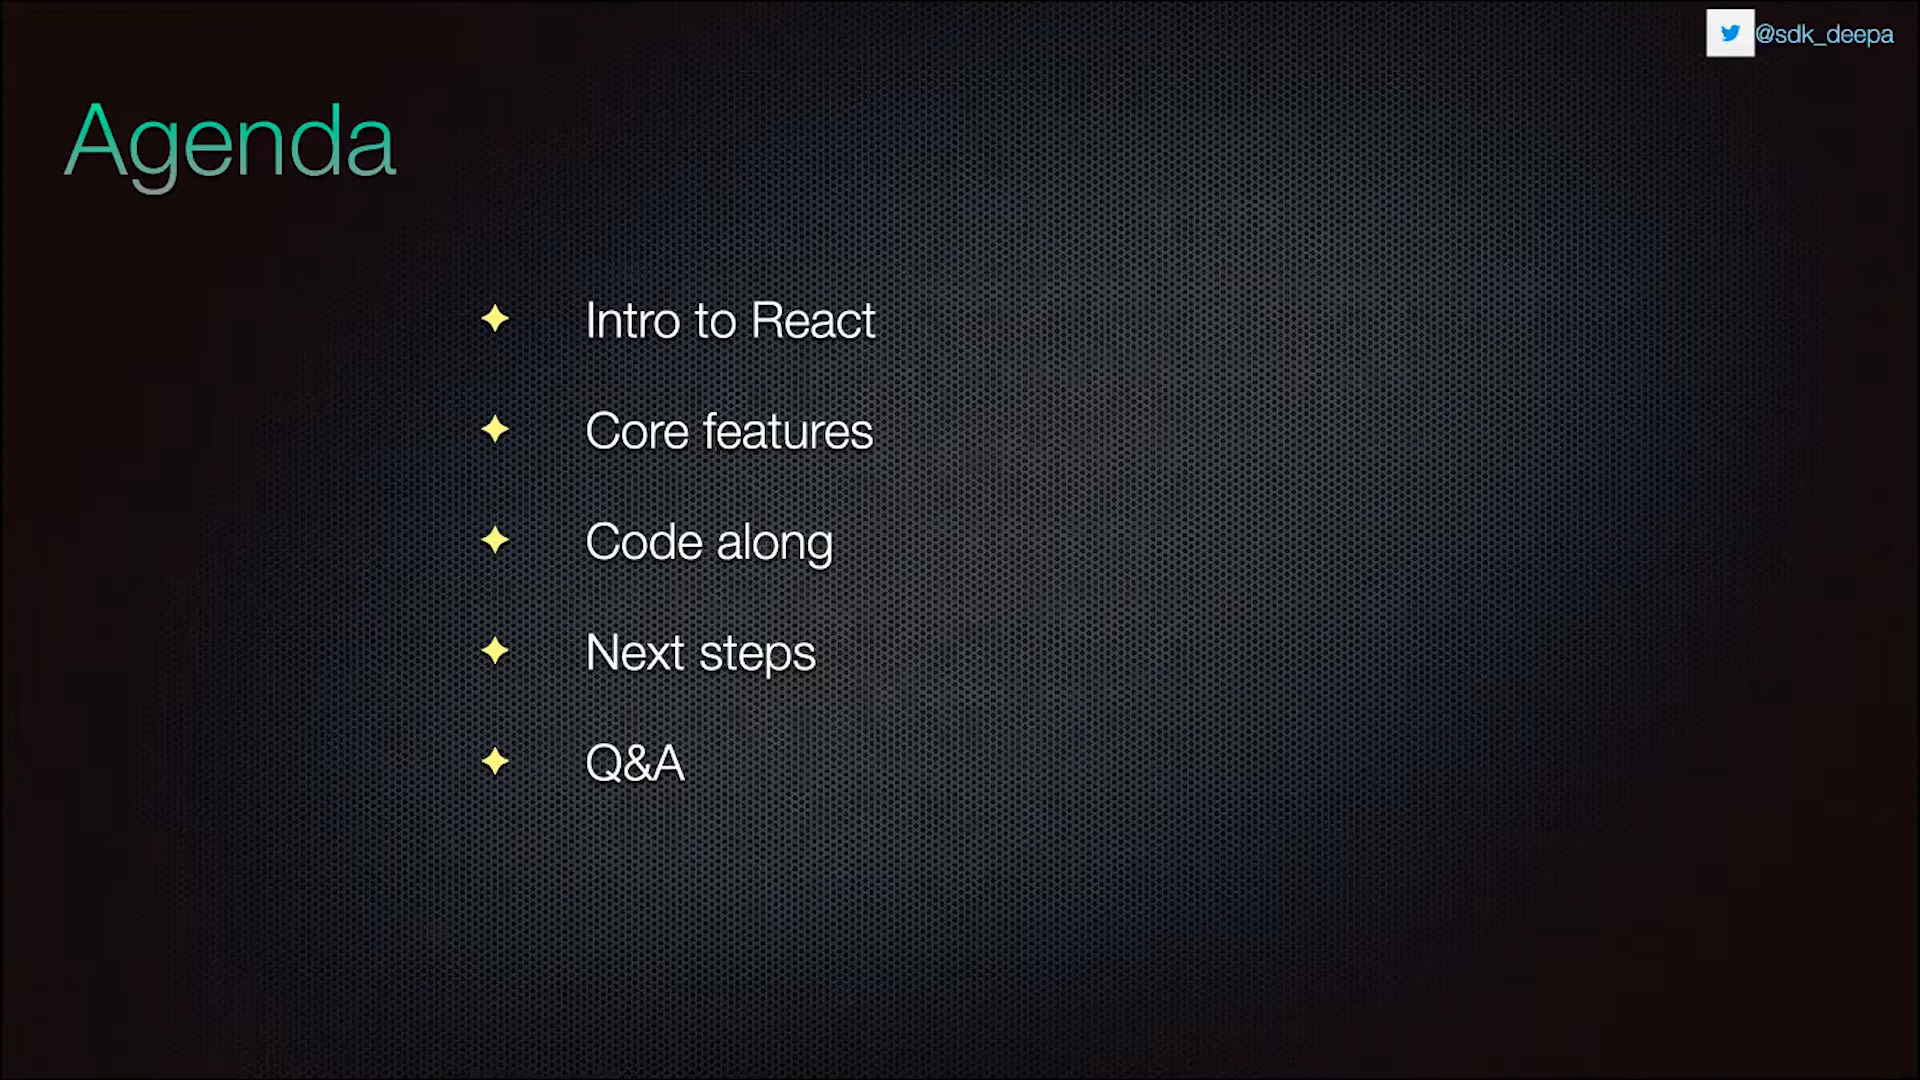 @sdk_deepa
Agenda
Intro to React
Core features
Code along
Next steps
Q&A